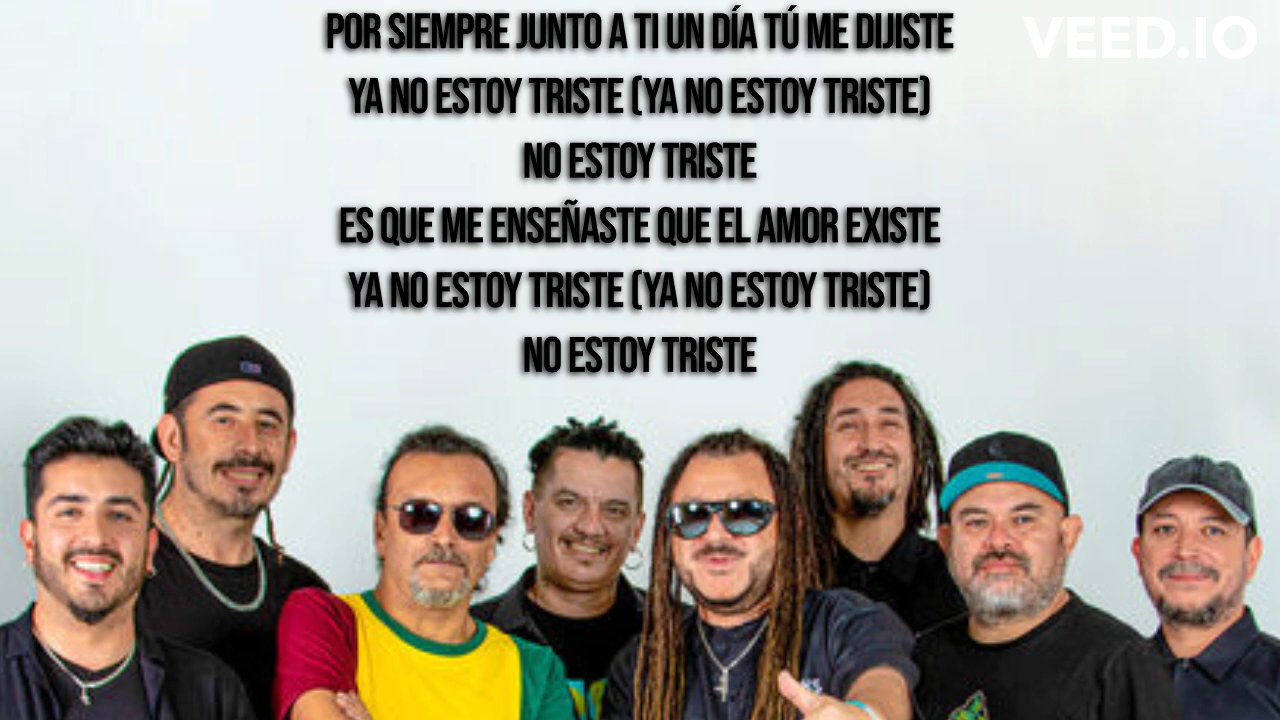 POR SIEMPRE JUNTO A TI UN DÍA TÚ ME DIJISTE
VEED.IO
YA NO ESTOY TRISTE (YA NO ESTOY TRISTE)
NO ESTOY TRISTE
ES QUE ME ENSEÑASTE QUE EL AMOR EXISTE
YA NO ESTOY TRISTE (YA NO ESTOY TRISTE)
NO ESTOY TRISTE